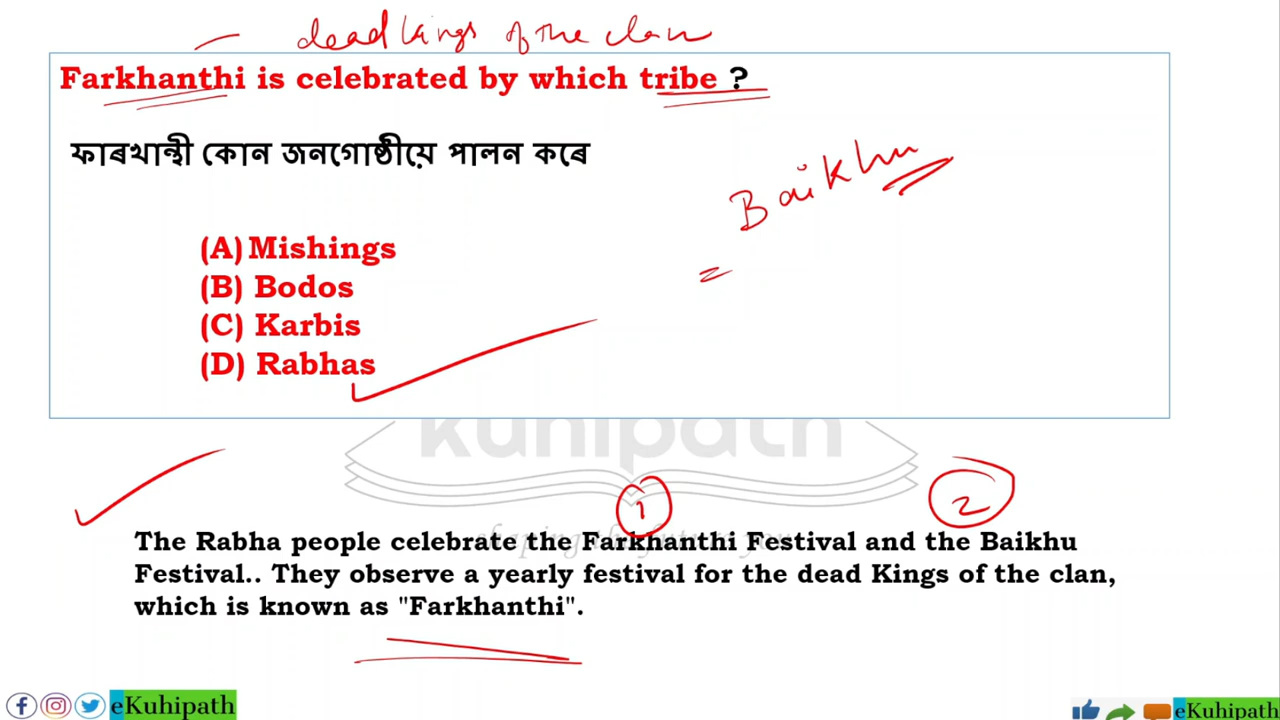 dead kings of the clan
Farkhanthi is celebrated by which tribe ?
ফাৰখান্থী কোন জনগোষ্ঠীয়ে পালন কৰে
Baikhu
(A) Mishings
(B) Bodos
(C) Karbis
(D) Rabhas
kuhipath
1
2
The Rabha people celebrate the Farkhanthi Festival and the Baikhu
Festival.. They observe a yearly festival for the dead Kings of the clan,
which is known as "Farkhanthi".
eKuhipath
eKuhipath